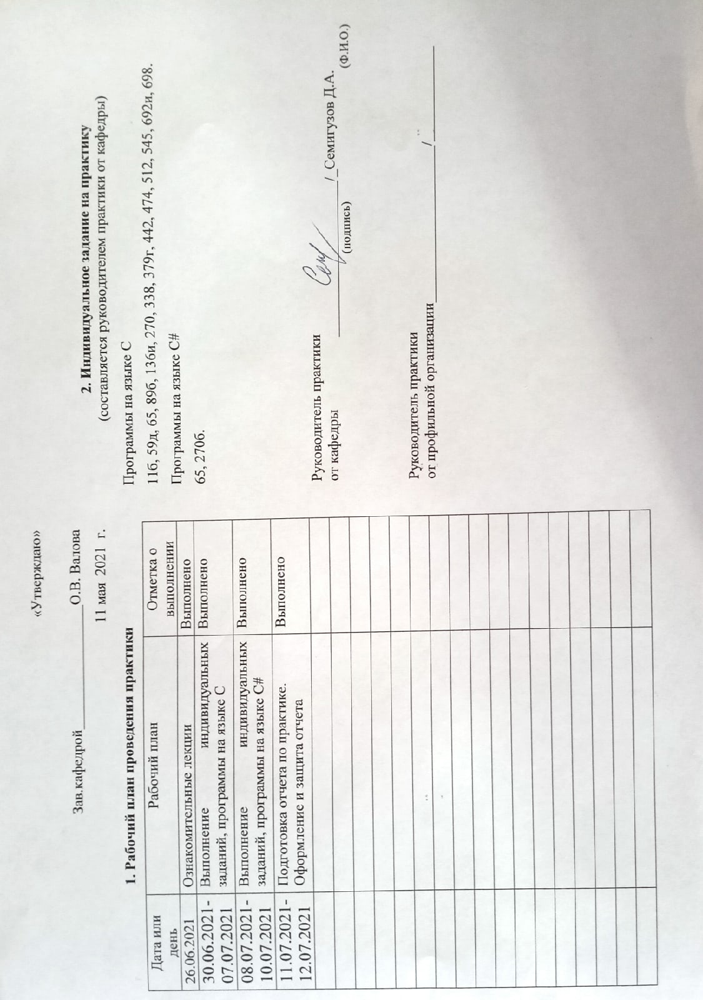 «Утверждаю»
Зав.кафедрой____________________О.В. Валова
11 мая 2021 г.
1. Рабочий план проведения практики
Дата или день	Рабочий план	Отметка о выполнении
26.06.2021	Ознакомительные лекции	Выполнено
30.06.2021-	Выполнение индивидуальных	Выполнено
07.07.2021	заданий, программы на языке С
08.07.2021-	Выполнение индивидуальных	Выполнено
10.07.2021	заданий, программы на языке С#
11.07.2021-	Подготовка отчета по практике.	Выполнено
12.07.2021	Оформление и защита отчета
2. Индивидуальное задание на практику
(составляется руководителем практики от кафедры)
Программы на языке С
11б, 59д, 65, 89б, 136и, 270, 338, 379г, 442, 474, 512, 545, 692и, 698.
Программы на языке С#
65, 270б.
Руководитель практики
от кафедры ____________________/_Семигузов Д.А.
(подпись) (Ф.И.О.)
Руководитель практики
от профильной организации____________________/____________